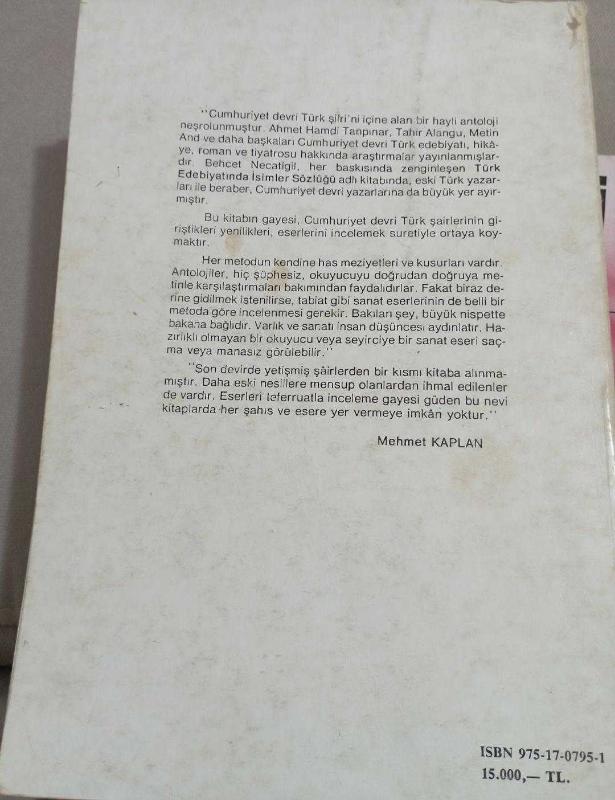 "Cumhuriyet devri Türk şiiri'ni içine alan bir hayli antoloji
neşrolunmuştur. Ahmet Hamdi Tanpınar, Tahir Alangu, Metin
And ve daha başkaları Cumhuriyet devri Türk edebiyatı, hikâ-
ye, roman ve tiyatrosu hakkında araştırmalar yayınlanmışlar-
dır. Behcet Necatigil, her baskısında zenginleşen Türk
Edebiyatında İsimler Sözlüğü adlı kitabında, eski Türk yazar-
ları ile beraber, Cumhuriyet devri yazarlarına da büyük yer ayır-
mıştır.
Bu kitabın gayesi, Cumhuriyet devri Türk şairlerinin gi-
riştikleri yenilikleri, eserlerini incelemek suretiyle ortaya koy-
maktır.
Her metodun kendine has meziyetleri ve kusurları vardır.
Antolojiler, hiç şüphesiz, okuyucuyu doğrudan doğruya me-
tinle karşılaştırmaları bakımından faydalıdırlar. Fakat biraz de-
rine gidilmek istenilirse, tabiat gibi sanat eserlerinin de belli bir
metoda göre incelenmesi gerekir. Bakılan şey, büyük nispette
bakana bağlıdır. Varlık ve sanatı insan düşüncesi aydınlatır. Ha-
zırlıklı olmayan bir okuyucu veya seyirciye bir sanat eseri saç-
ma veya manasız görülebilir."
"Son devirde yetişmiş şâirlerden bir kısmı kitaba alınma-
mıştır. Daha eski nesillere mensup olanlardan ihmal edilenler
de vardır. Eserleri teferruatla inceleme gayesi güden bu nevi
kitaplarda her şahıs ve esere yer vermeye imkân yoktur."
Mehmet KAPLAN
ISBN 975-17-0795-1
15.000,— TL.